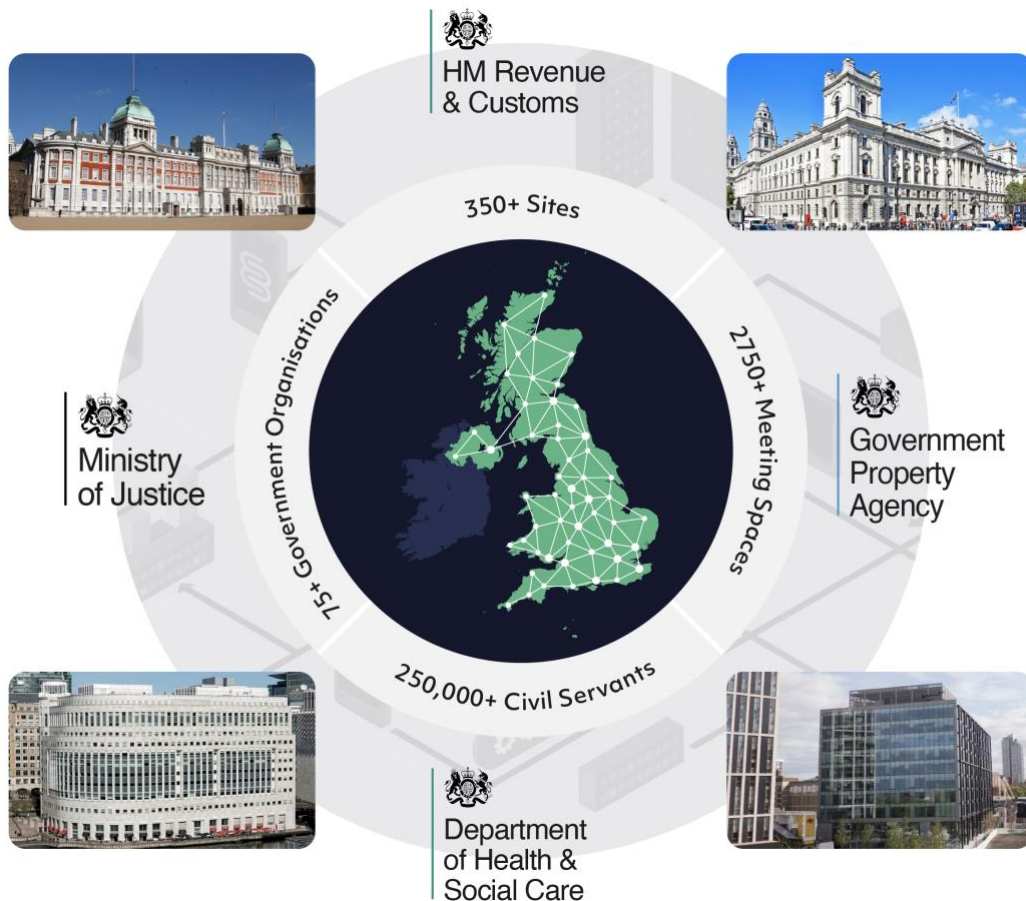 HM Revenue
& Customs
350+ Sites
75+ Government Organisations
2750+ Meeting Spaces
Ministry
of Justice
Government
Property
Agency
250,000+ Civil Servants
Department
of Health &
Social Care